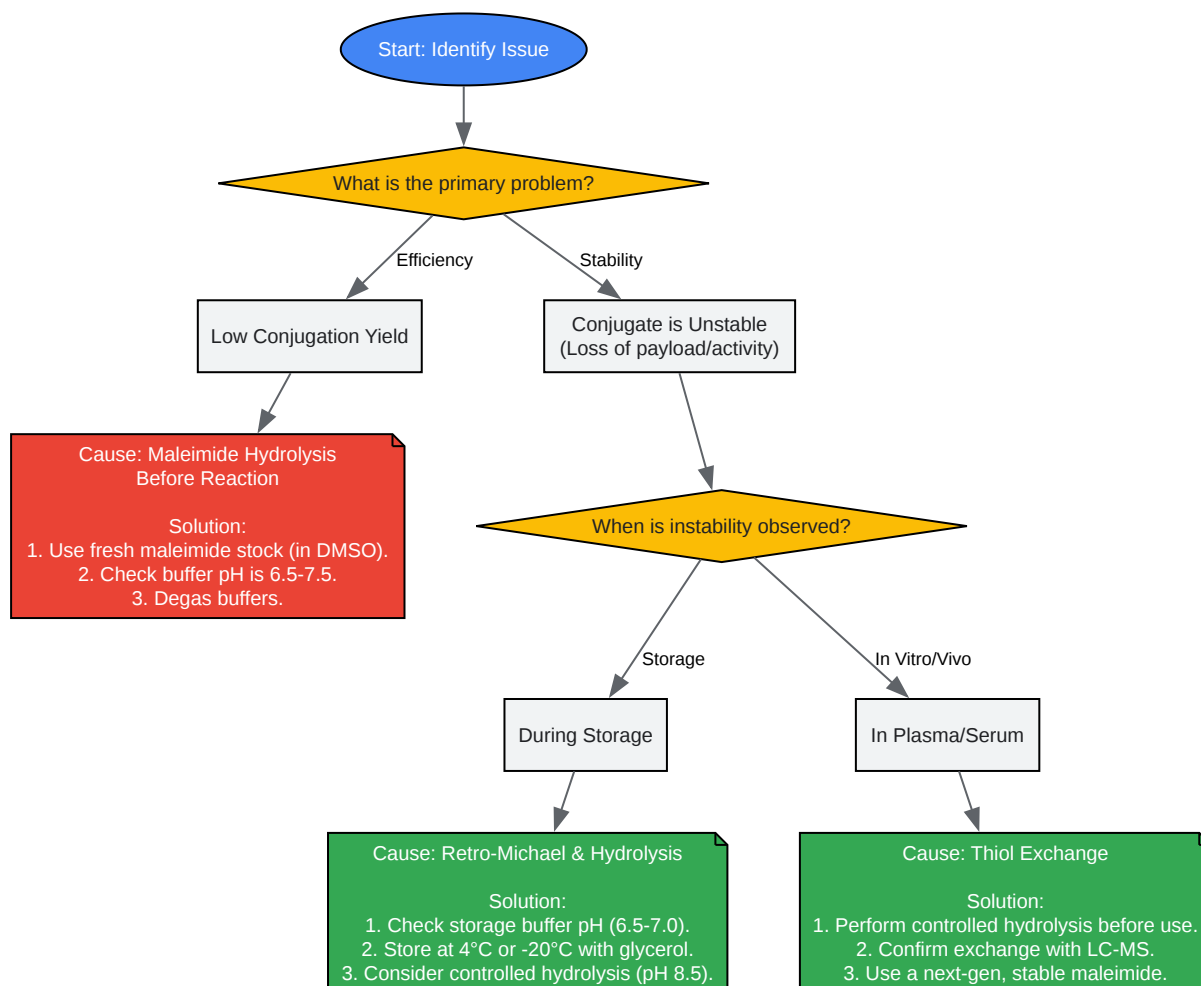 Start: Identify Issue
What is the primary problem?
Efficiency
Stability
Low Conjugation Yield
Conjugate is Unstable
(Loss of payload/activity)
Cause: Maleimide Hydrolysis
Before Reaction
Solution:
1. Use fresh maleimide stock (in DMSO).
2. Check buffer pH is 6.5-7.5.
3. Degas buffers.
When is instability observed?
Storage
In Vitro/Vivo
During Storage
In Plasma/Serum
Cause: Retro-Michael & Hydrolysis
Solution:
1. Check storage buffer pH (6.5-7.0).
2. Store at 4°C or -20°C with glycerol.
3. Consider controlled hydrolysis (pH 8.5).
Cause: Thiol Exchange
Solution:
1. Perform controlled hydrolysis before use.
2. Confirm exchange with LC-MS.
3. Use a next-gen, stable maleimide.